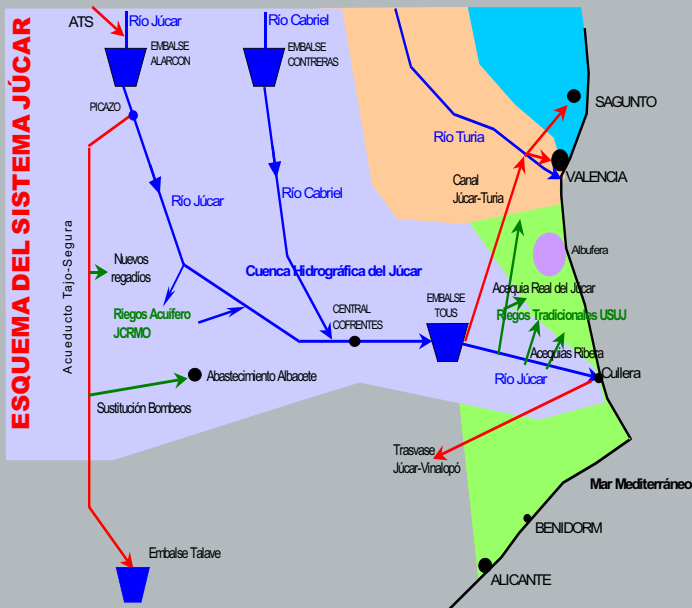 ESQUEMA DEL SISTEMA JÚCAR
ATS
Río Júcar
Río Cabriel
EMBALSE
ALARCON
EMBALSE
CONTRERAS
PICAZO
SAGUNTO
Río Turia
VALENCIA
Canal
Júcar-Turia
Río Júcar
Río Cabriel
Acueducto Tajo-Segura
Nuevos
regadíos
Cuenca Hidrográfica del Júcar
Albufera
Acequia Real del Júcar
Riegos Acuífero
JCRMO
CENTRAL
COFRENTES
EMBALSE
TOUS
Riegos Tradicionales USUJ
Acequias Ribera
Río Júcar
Cullera
Abastecimiento Albacete
Sustitución Bombeos
Trasvase
Júcar-Vinalopó
Mar Mediterráneo
BENIDORM
Embalse Talave
ALICANTE